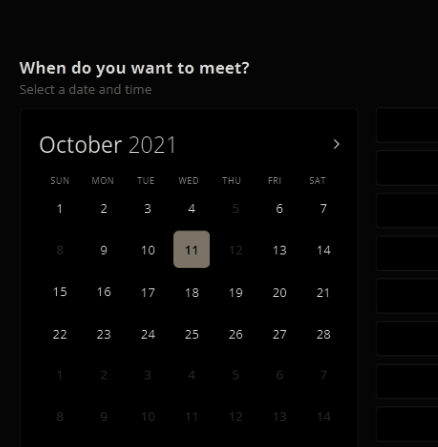 When do you want to meet?
Select a date and time
October 2021 ›
SUN MON TUE WED THU FRI SAT
1 2 3 4 5 6 7
8 9 10 11 12 13 14
15 16 17 18 19 20 21
22 23 24 25 26 27 28
1 2 3 4 5 6 7
8 9 10 11 12 13 14